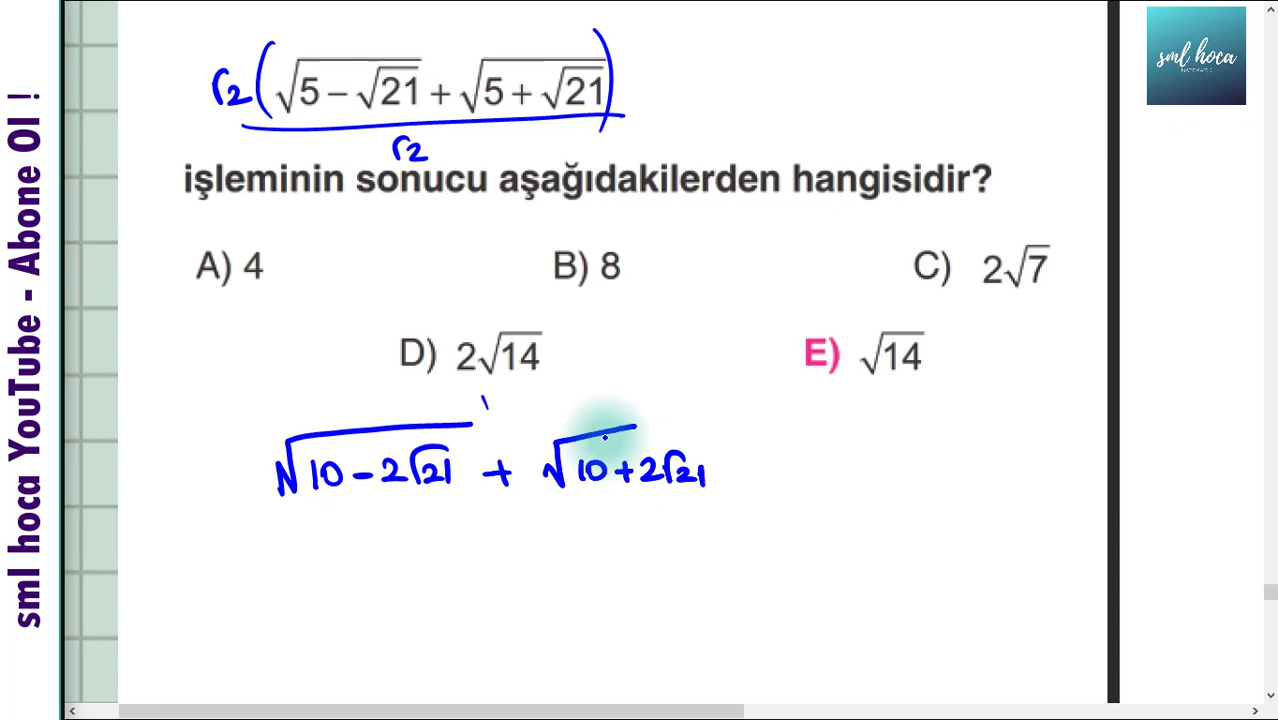 sml hoca YouTube - Abone Ol !
sml hoca
MATEMATİK
√2(√(5 − √21) + √(5 + √21))
√2
işleminin sonucu aşağıdakilerden hangisidir?
A) 4 B) 8 C) 2√7
D) 2√14 E) √14
√(10 − 2√21) + √(10 + 2√21)